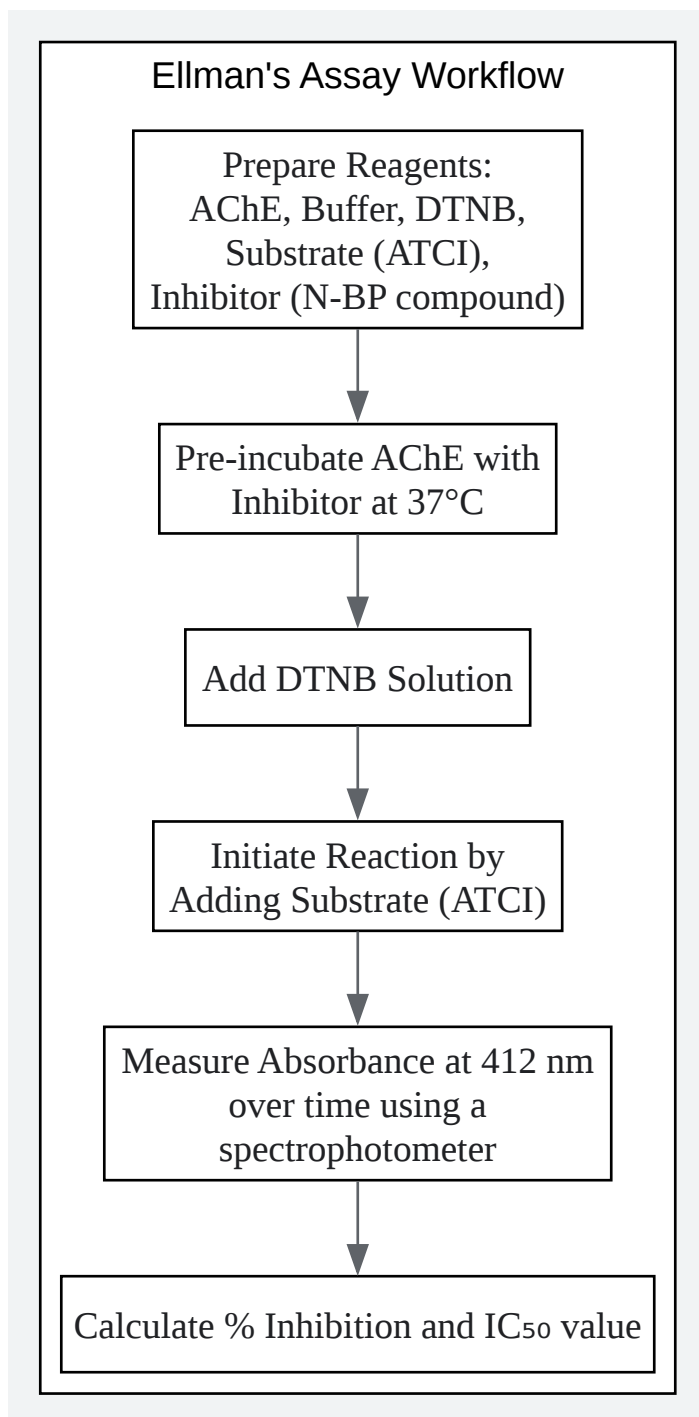 Ellman's Assay Workflow
Prepare Reagents:
AChE, Buffer, DTNB,
Substrate (ATCI),
Inhibitor (N-BP compound)
Pre-incubate AChE with
Inhibitor at 37°C
Add DTNB Solution
Initiate Reaction by
Adding Substrate (ATCI)
Measure Absorbance at 412 nm
over time using a
spectrophotometer
Calculate % Inhibition and IC₅₀ value